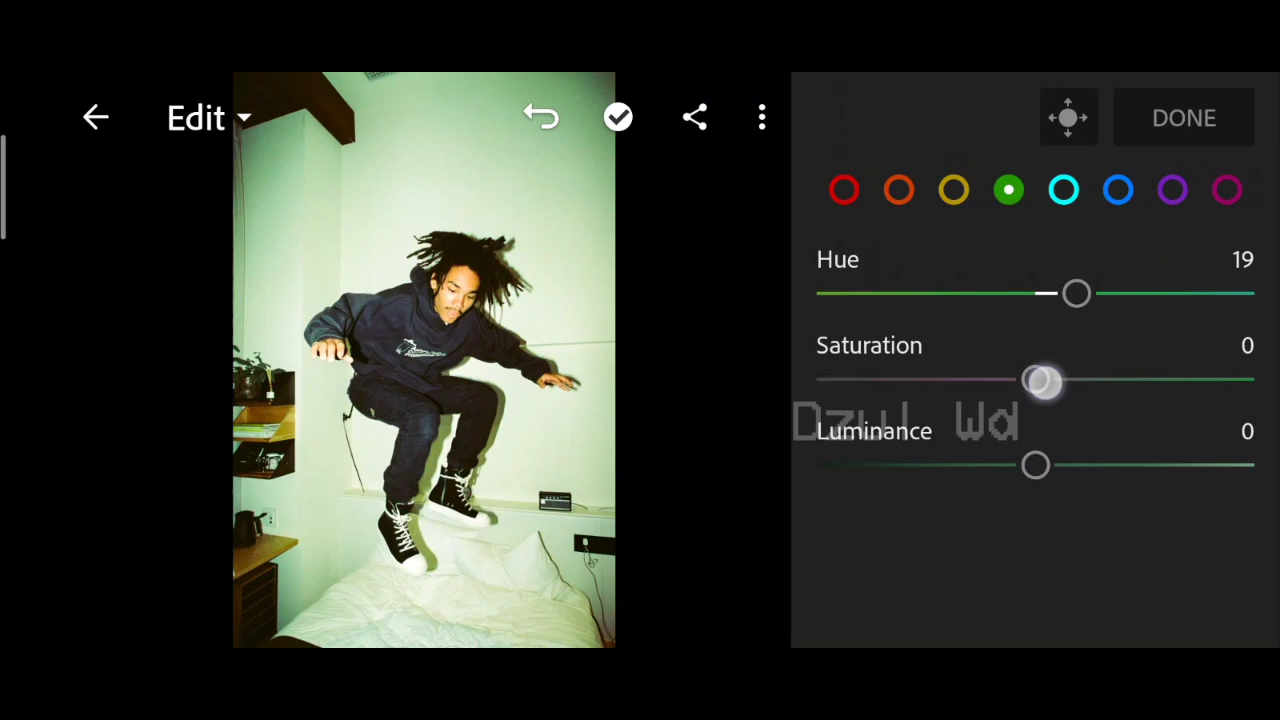 Edit
DONE
Hue 19
Saturation 0
Dzul Wd
Luminance 0